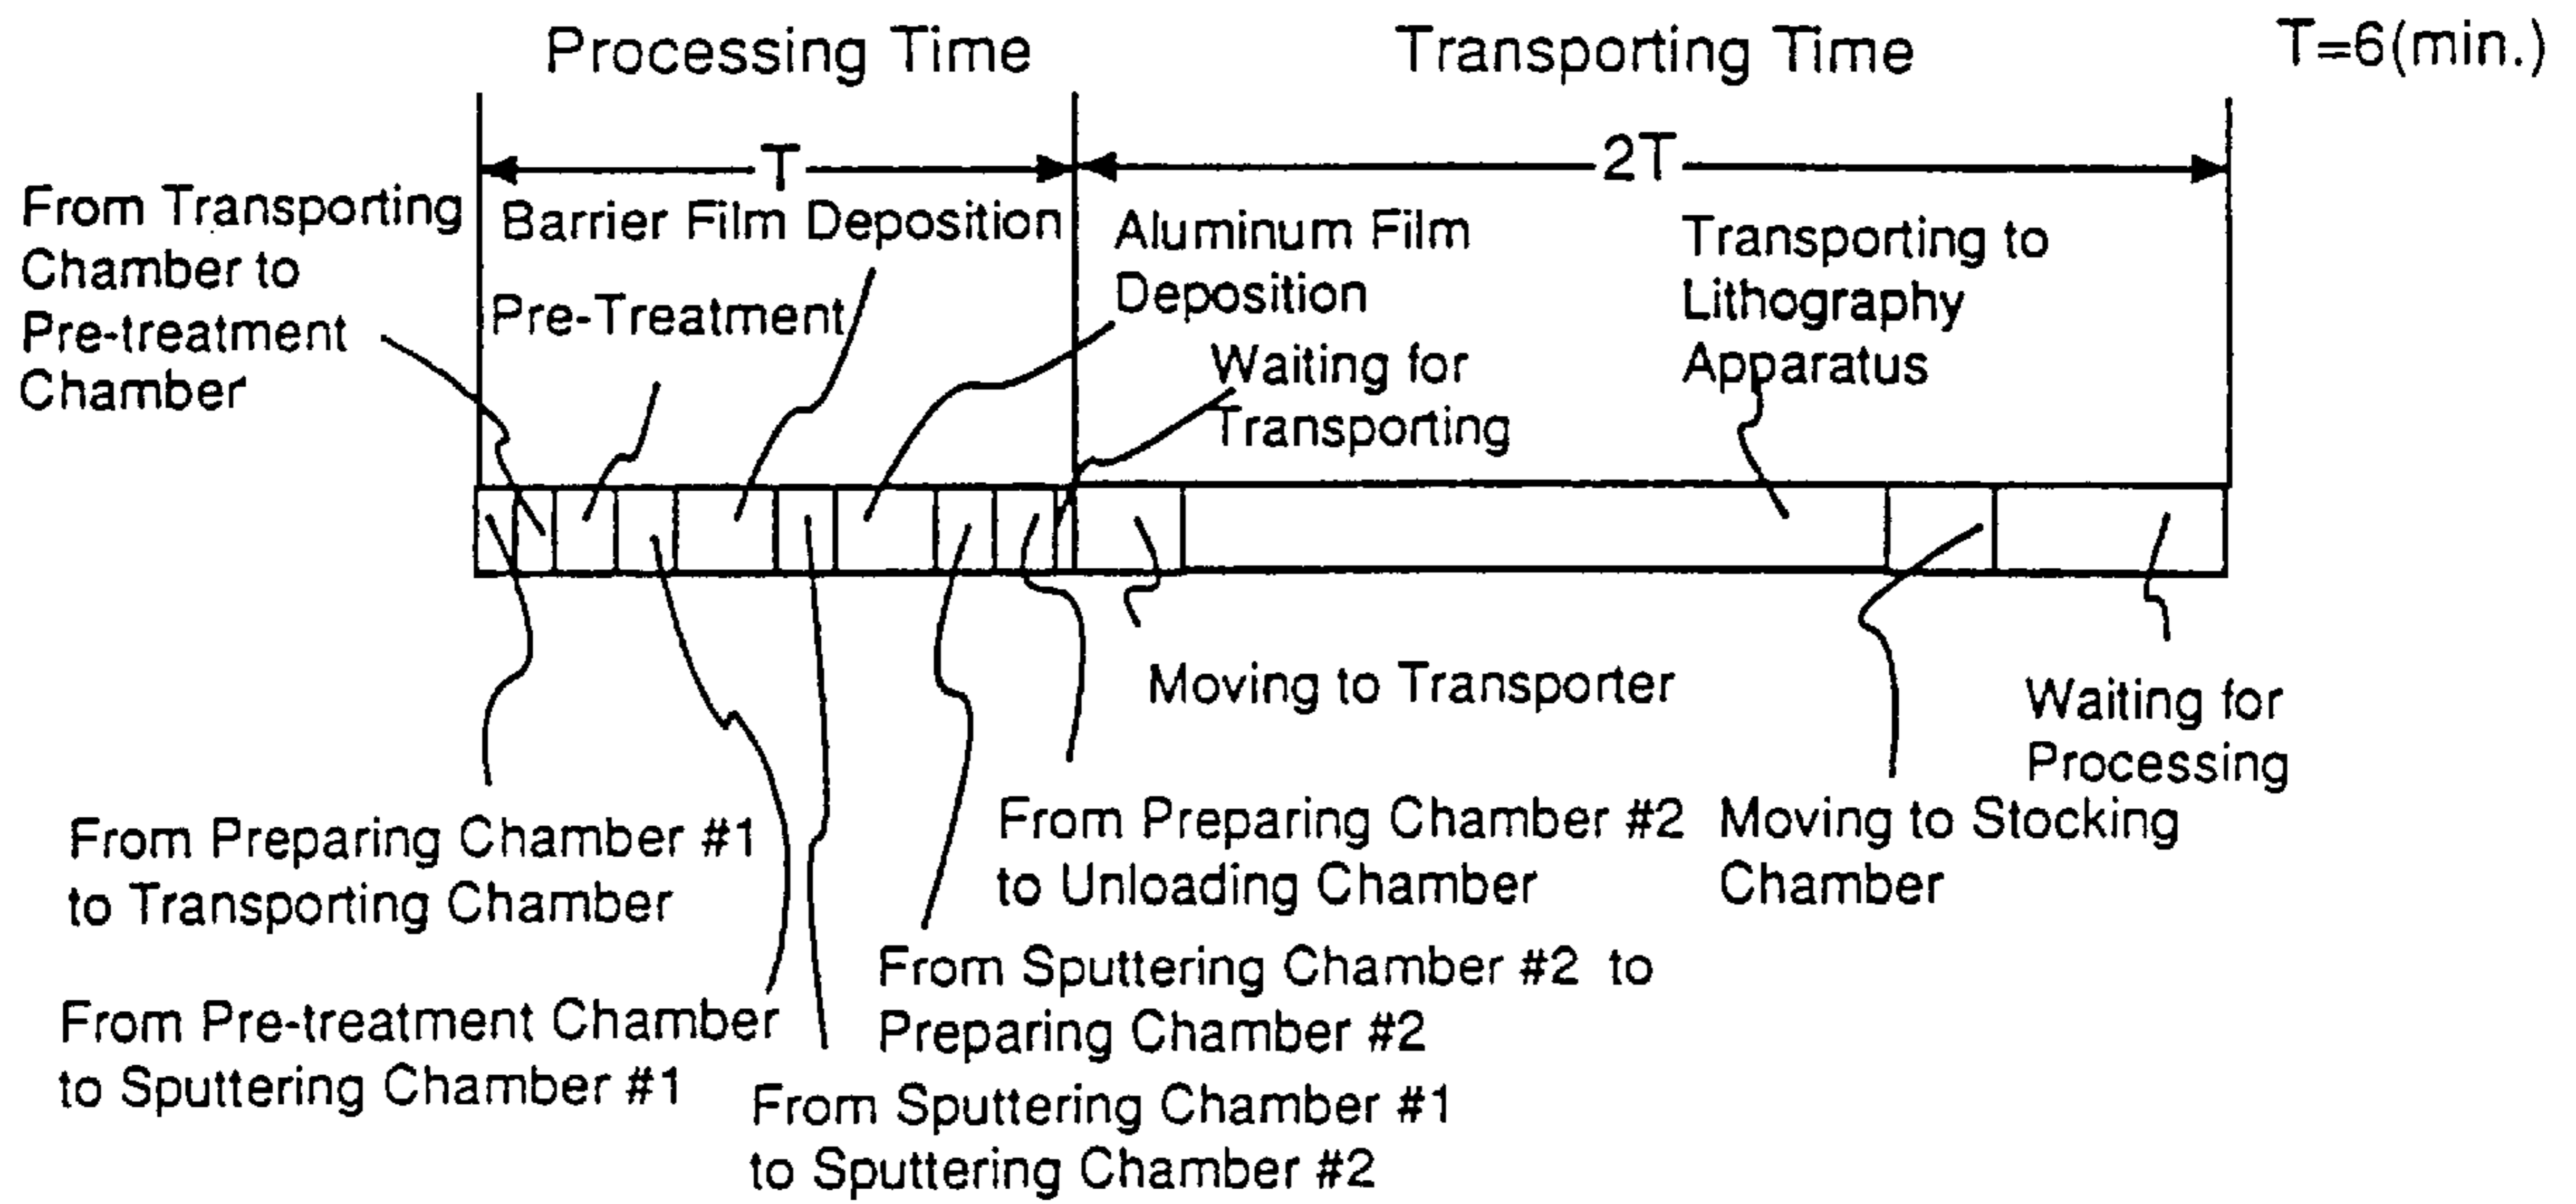 Processing Time
Transporting Time
T=6(min.)
T
2T
From Transporting
Chamber to
Pre-treatment
Chamber
Barrier Film Deposition
Pre-Treatment
Aluminum Film
Deposition
Waiting for
Transporting
Transporting to
Lithography
Apparatus
Moving to Transporter
Waiting for
Processing
From Preparing Chamber #1
to Transporting Chamber
From Preparing Chamber #2
to Unloading Chamber
Moving to Stocking
Chamber
From Pre-treatment Chamber
to Sputtering Chamber #1
From Sputtering Chamber #2 to
Preparing Chamber #2
From Sputtering Chamber #1
to Sputtering Chamber #2